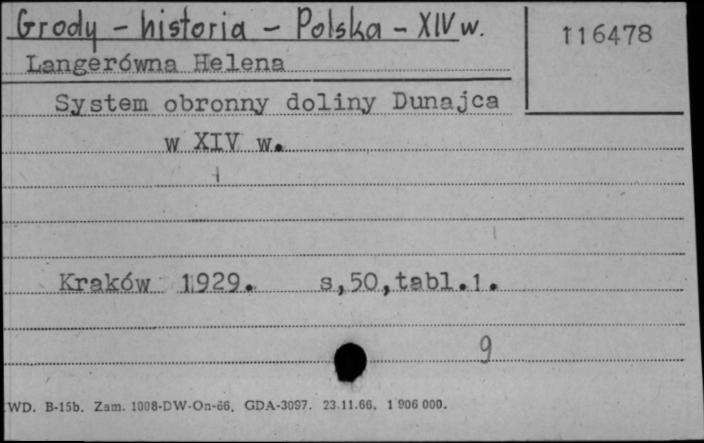 Grody - historia - Polska - XIV w.
116478
Langerówna Helena
System obronny doliny Dunajca
w XIV w.
Kraków 1929. s,50,tabl.1.
9
WD. B-15b. Zam. 1008-DW-On-66. GDA-3097. 23.11.66. 1 906 000.